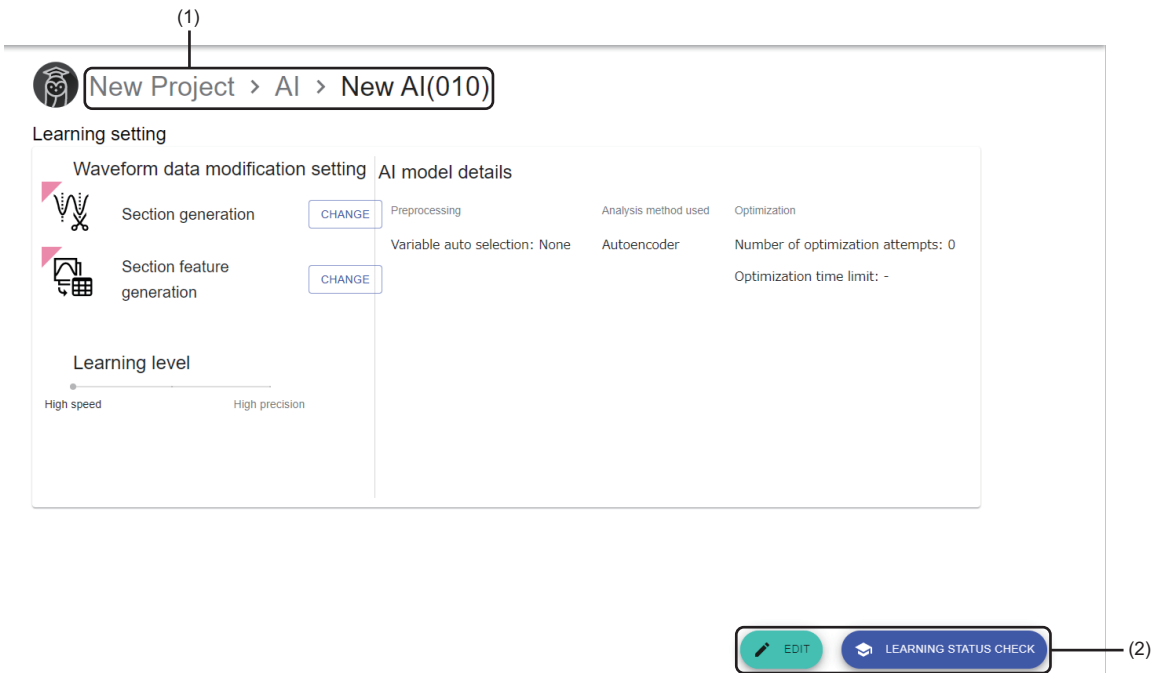 (1)
New Project > AI > New AI(010)
Learning setting
Waveform data modification setting
Section generation
CHANGE
Section feature
generation
CHANGE
Learning level
High speed
High precision
AI model details
Preprocessing
Variable auto selection: None
Analysis method used
Autoencoder
Optimization
Number of optimization attempts: 0
Optimization time limit: -
EDIT
LEARNING STATUS CHECK
(2)